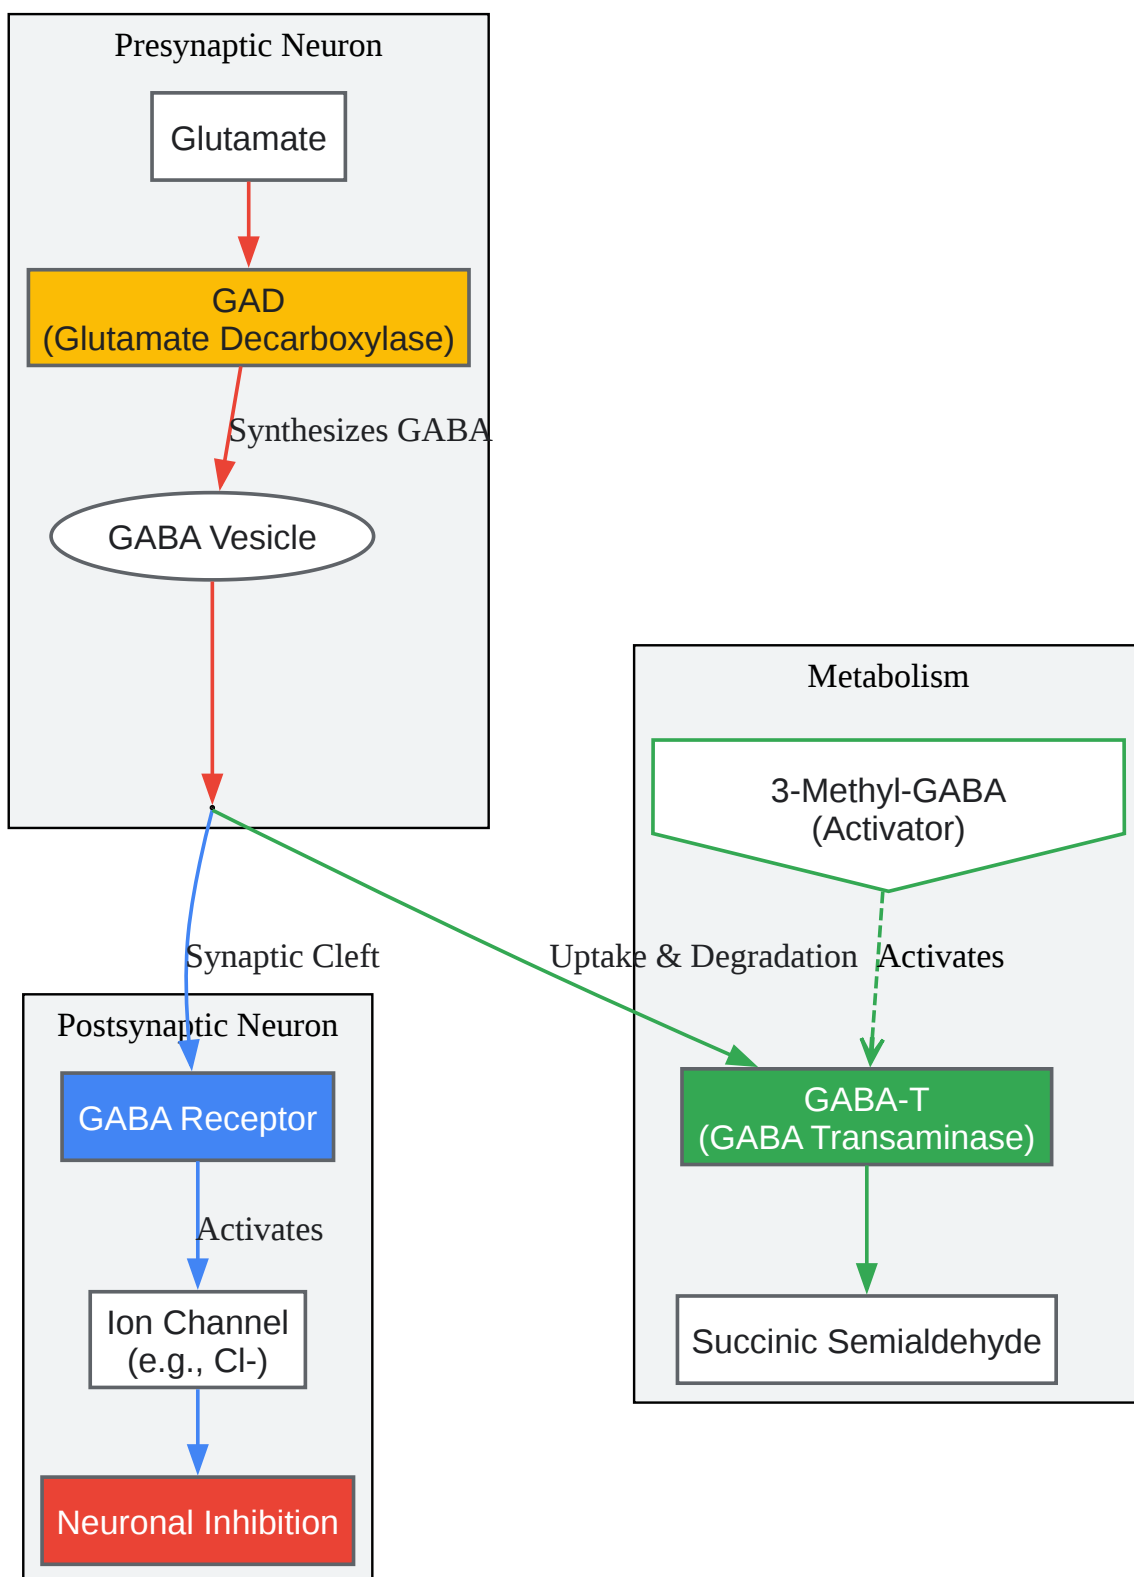 Presynaptic Neuron
Glutamate
GAD
(Glutamate Decarboxylase)
Synthesizes GABA
GABA Vesicle
Metabolism
3-Methyl-GABA
(Activator)
Synaptic Cleft
Uptake & Degradation
Activates
Postsynaptic Neuron
GABA Receptor
GABA-T
(GABA Transaminase)
Activates
Ion Channel
(e.g., Cl-)
Succinic Semialdehyde
Neuronal Inhibition